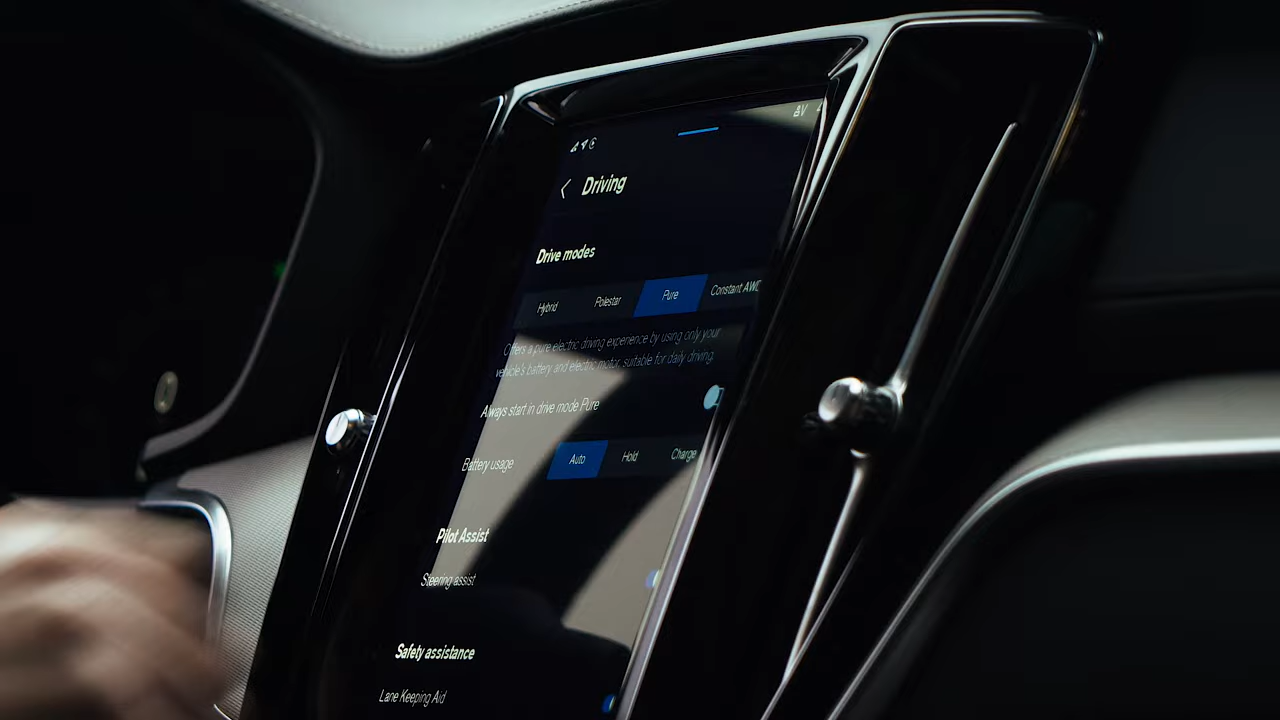 Driving
Drive modes
Hybrid Polestar Pure Constant AWD
Offers a pure electric driving experience by using only your
vehicle's battery and electric motor, suitable for daily driving.
Always start in drive mode Pure
Battery usage Auto Hold Charge
Pilot Assist
Steering assist
Safety assistance
Lane Keeping Aid